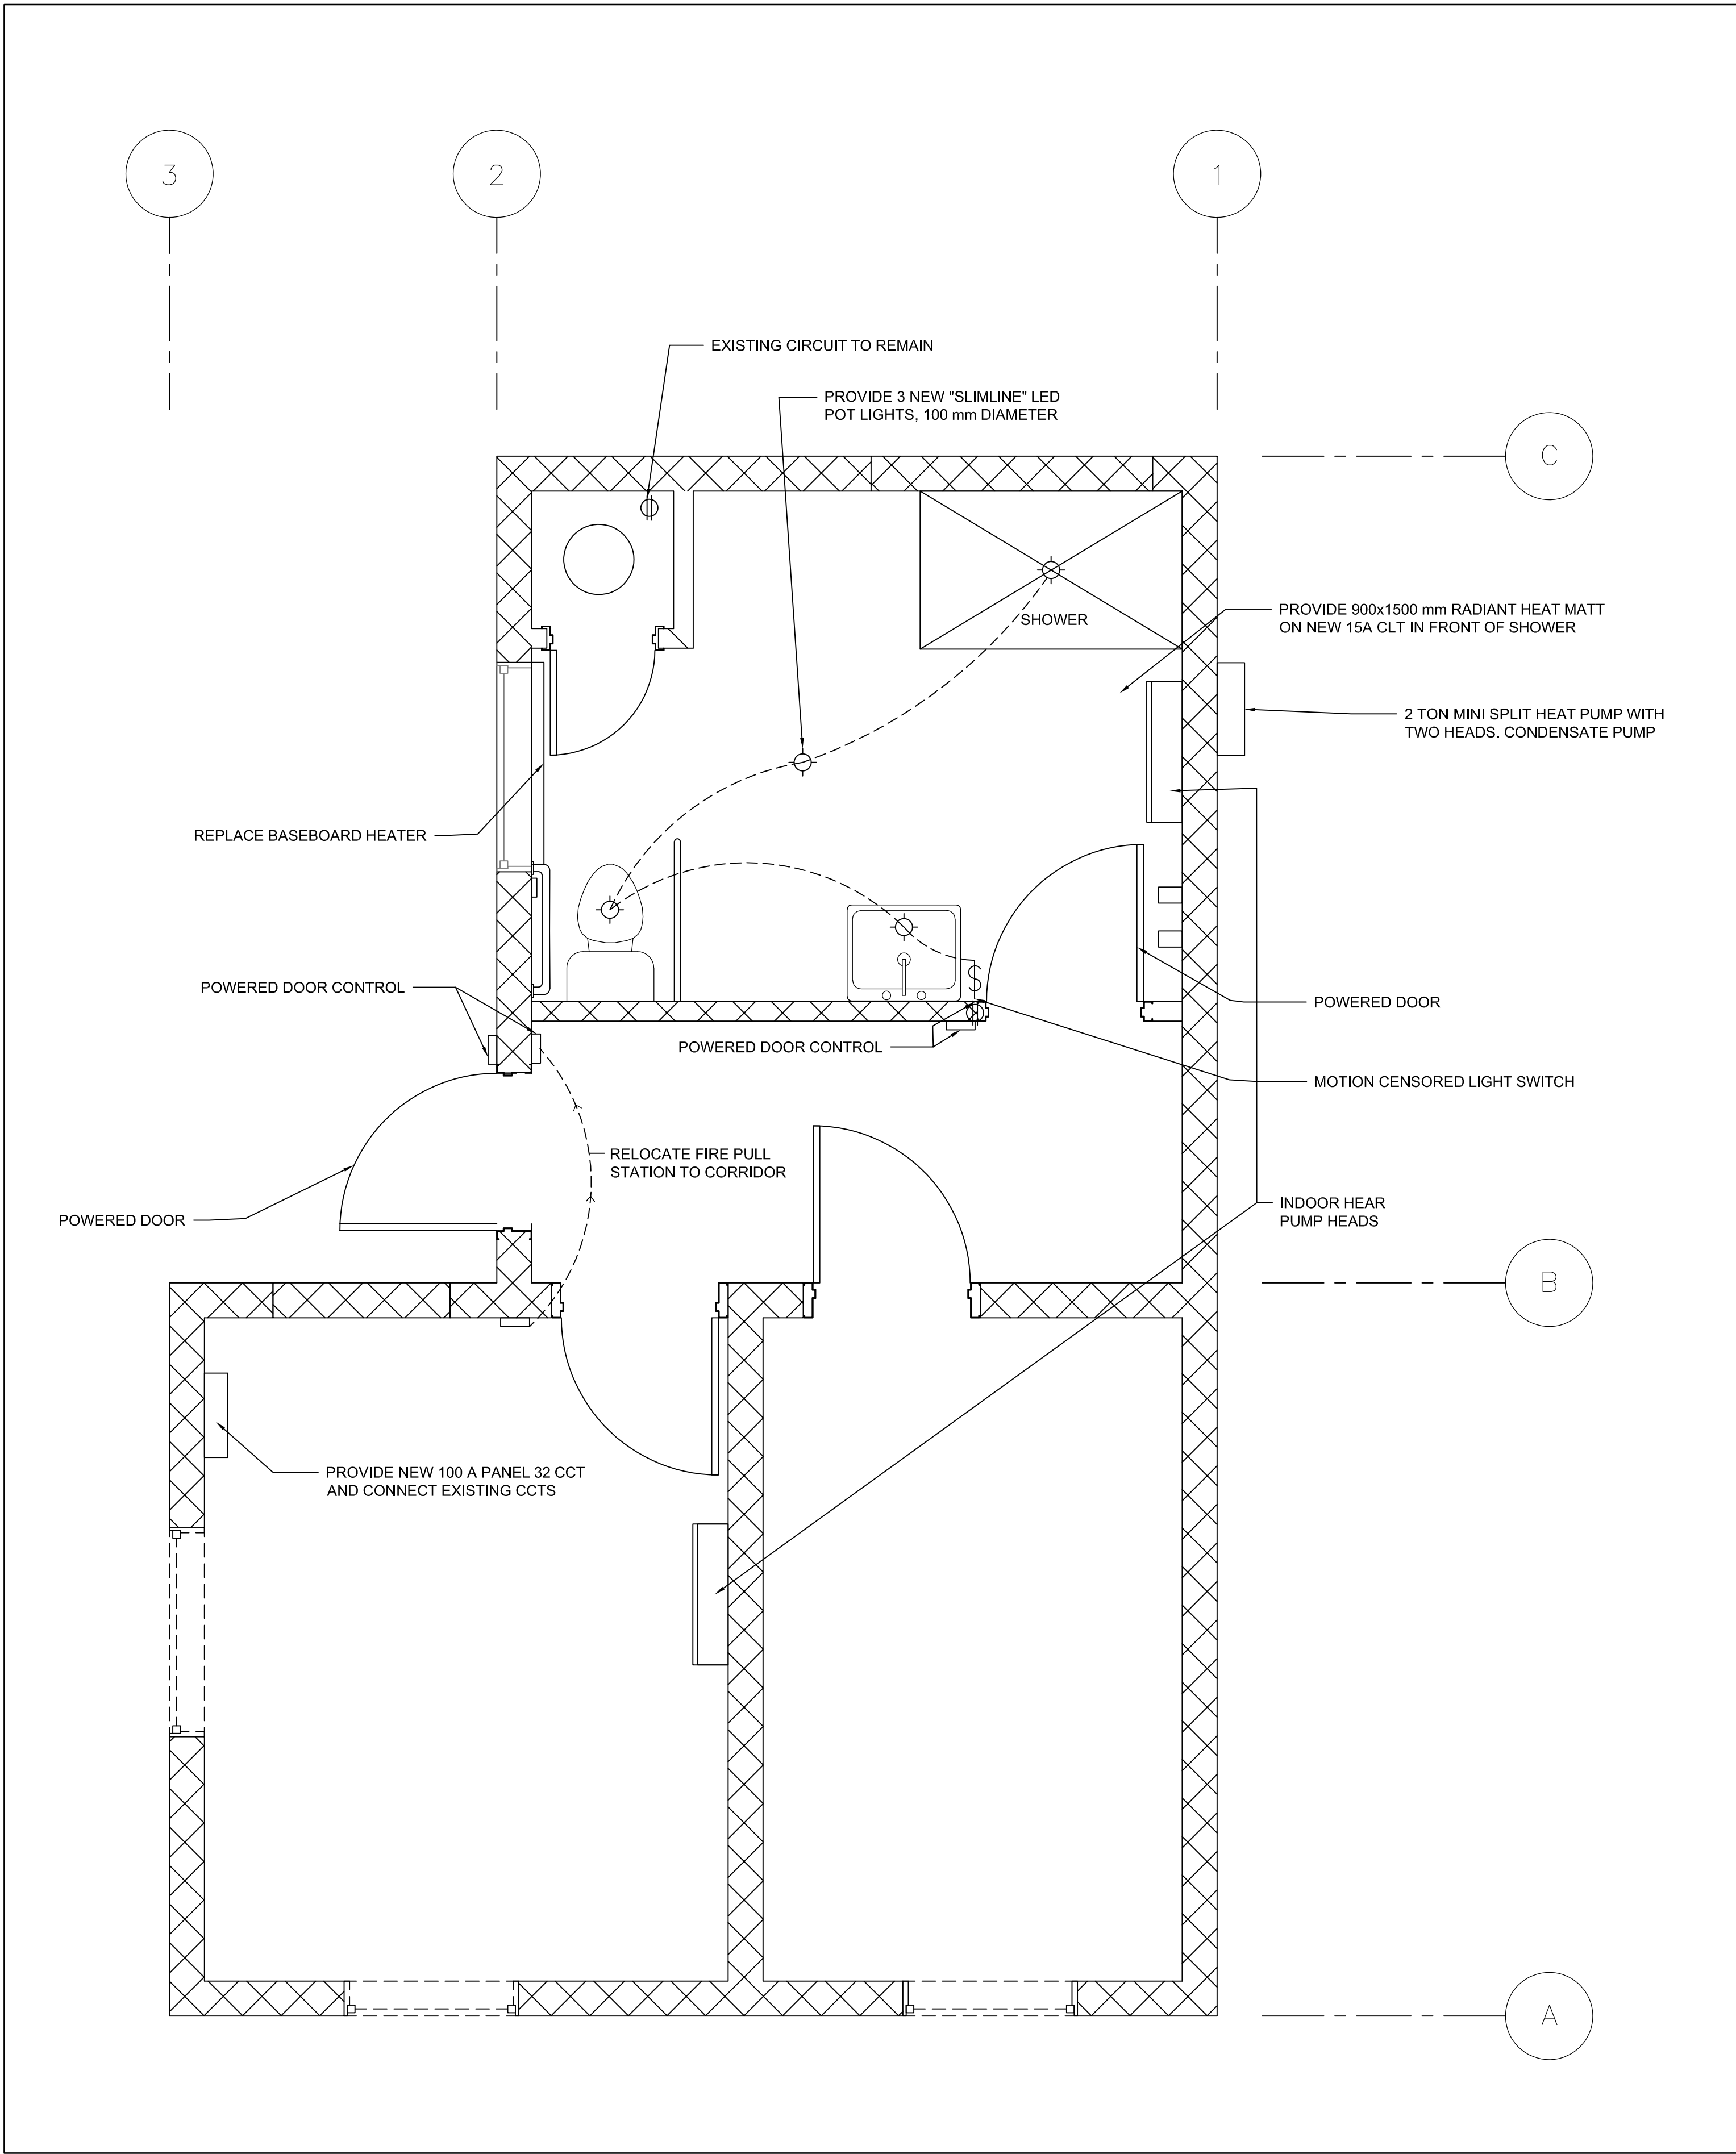 3
2
1
EXISTING CIRCUIT TO REMAIN
PROVIDE 3 NEW "SLIMLINE" LED
POT LIGHTS, 100 mm DIAMETER
C
PROVIDE 900x1500 mm RADIANT HEAT MATT
ON NEW 15A CLT IN FRONT OF SHOWER
SHOWER
2 TON MINI SPLIT HEAT PUMP WITH
TWO HEADS. CONDENSATE PUMP
REPLACE BASEBOARD HEATER
S
POWERED DOOR CONTROL
POWERED DOOR
POWERED DOOR CONTROL
MOTION CENSORED LIGHT SWITCH
RELOCATE FIRE PULL
STATION TO CORRIDOR
POWERED DOOR
INDOOR HEAR
PUMP HEADS
B
PROVIDE NEW 100 A PANEL 32 CCT
AND CONNECT EXISTING CCTS
A